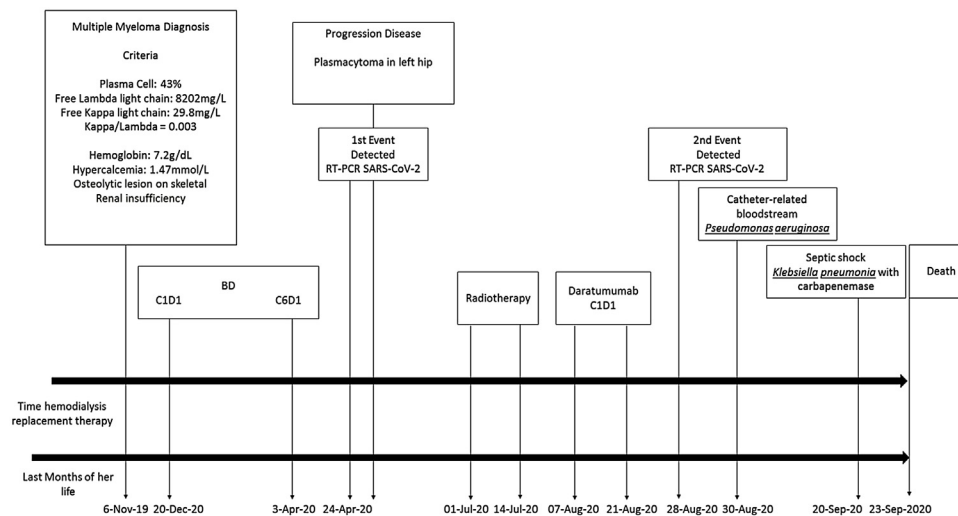 Multiple Myeloma Diagnosis
Criteria
Plasma Cell: 43%
Free Lambda light chain: 8202mg/L
Free Kappa light chain: 29.8mg/L
Kappa/Lambda = 0.003
Hemoglobin: 7.2g/dL
Hypercalcemia: 1.47mmol/L
Osteolytic lesion on skeletal
Renal insufficiency
Progression Disease
Plasmacytoma in left hip
1st Event
Detected
RT-PCR SARS-CoV-2
2nd Event
Detected
RT-PCR SARS-CoV-2
Catheter-related
bloodstream
Pseudomonas aeruginosa
Septic shock
Klebsiella pneumonia with
carbapenemase
Death
BD
C1D1 C6D1
Radiotherapy
Daratumumab
C1D1
Time hemodialysis
replacement therapy
Last Months of her
life
6-Nov-19 20-Dec-20 3-Apr-20 24-Apr-20 01-Jul-20 14-Jul-20 07-Aug-20 21-Aug-20 28-Aug-20 30-Aug-20 20-Sep-20 23-Sep-2020